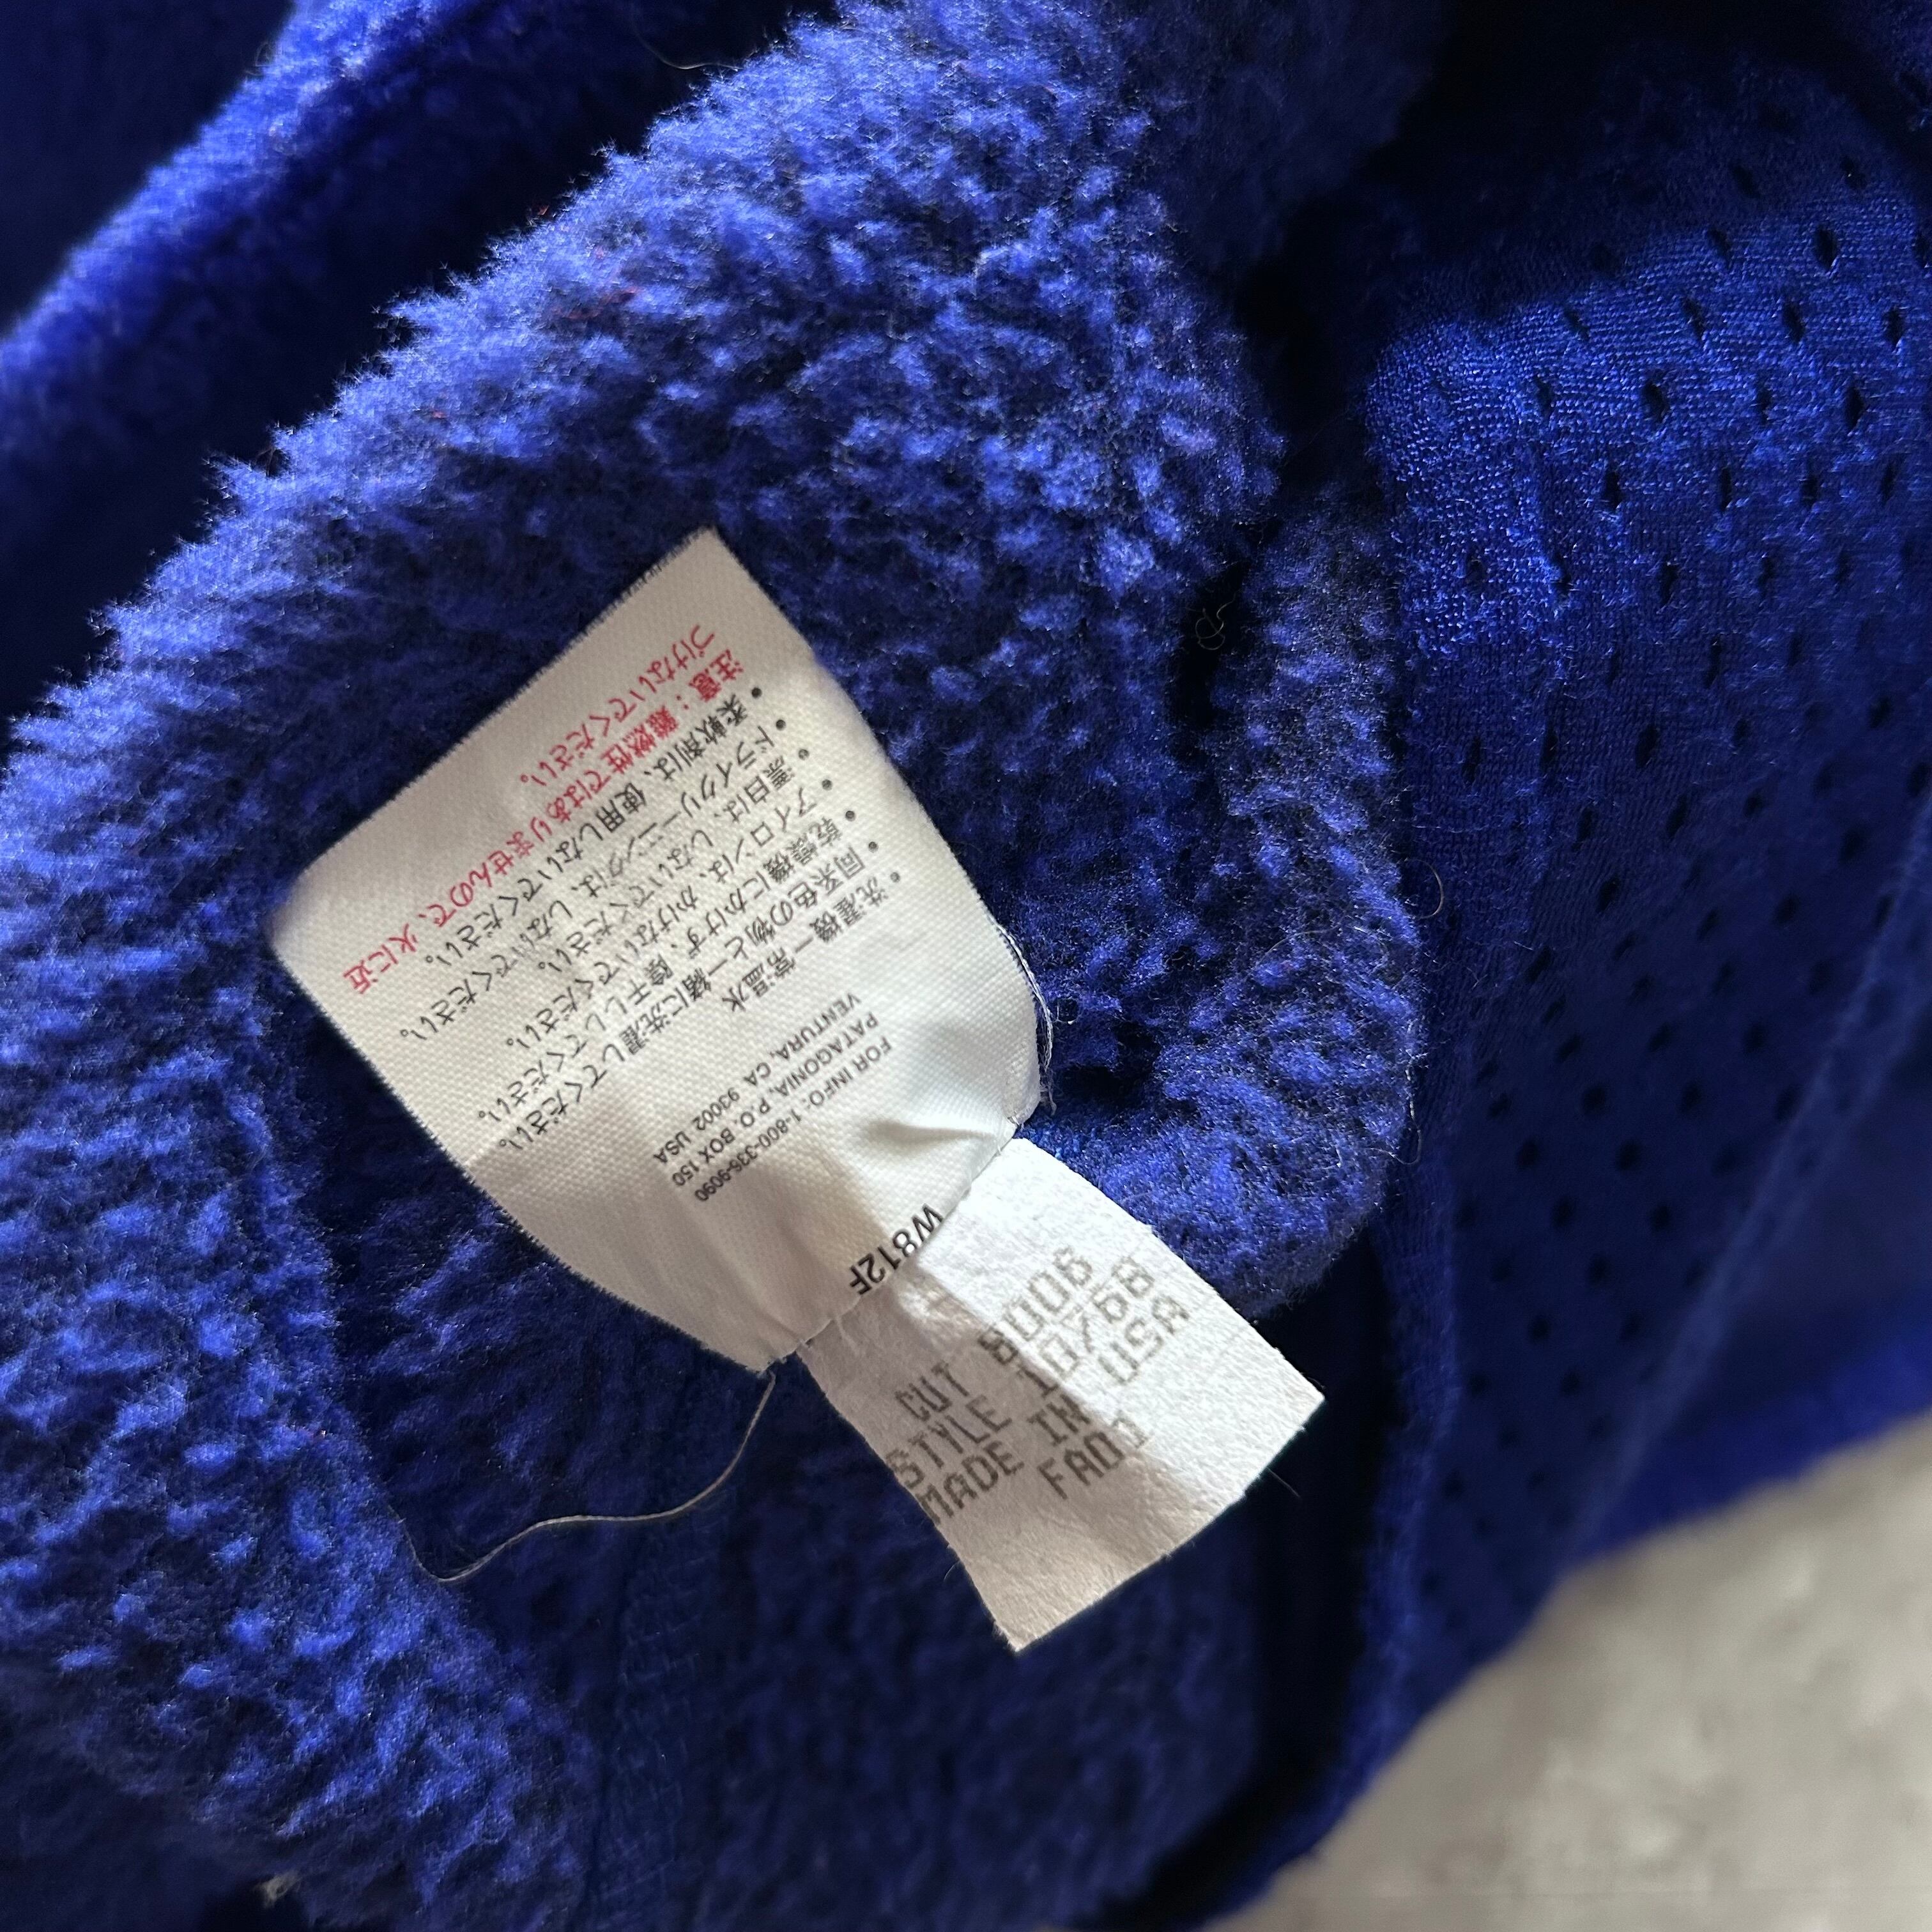 W812F
FOR INFO. 1-800-336-9090
PATAGONIA, P.O. BOX 150
VENTURA, CA 93002 USA
• 洗濯機ー常温水
• 同系色の物と一緒に洗濯してください。
• 乾燥機にかけず、陰干ししてください。
• アイロンは、かけないでください。
• 漂白は、しないでください。
• ドライクリーニングは、しないでください。
• 柔軟剤は、使用しないでください。
注意:難燃性ではありませんので、火に近
づけないでください。
CUT
STYLE
MADE IN
FA01